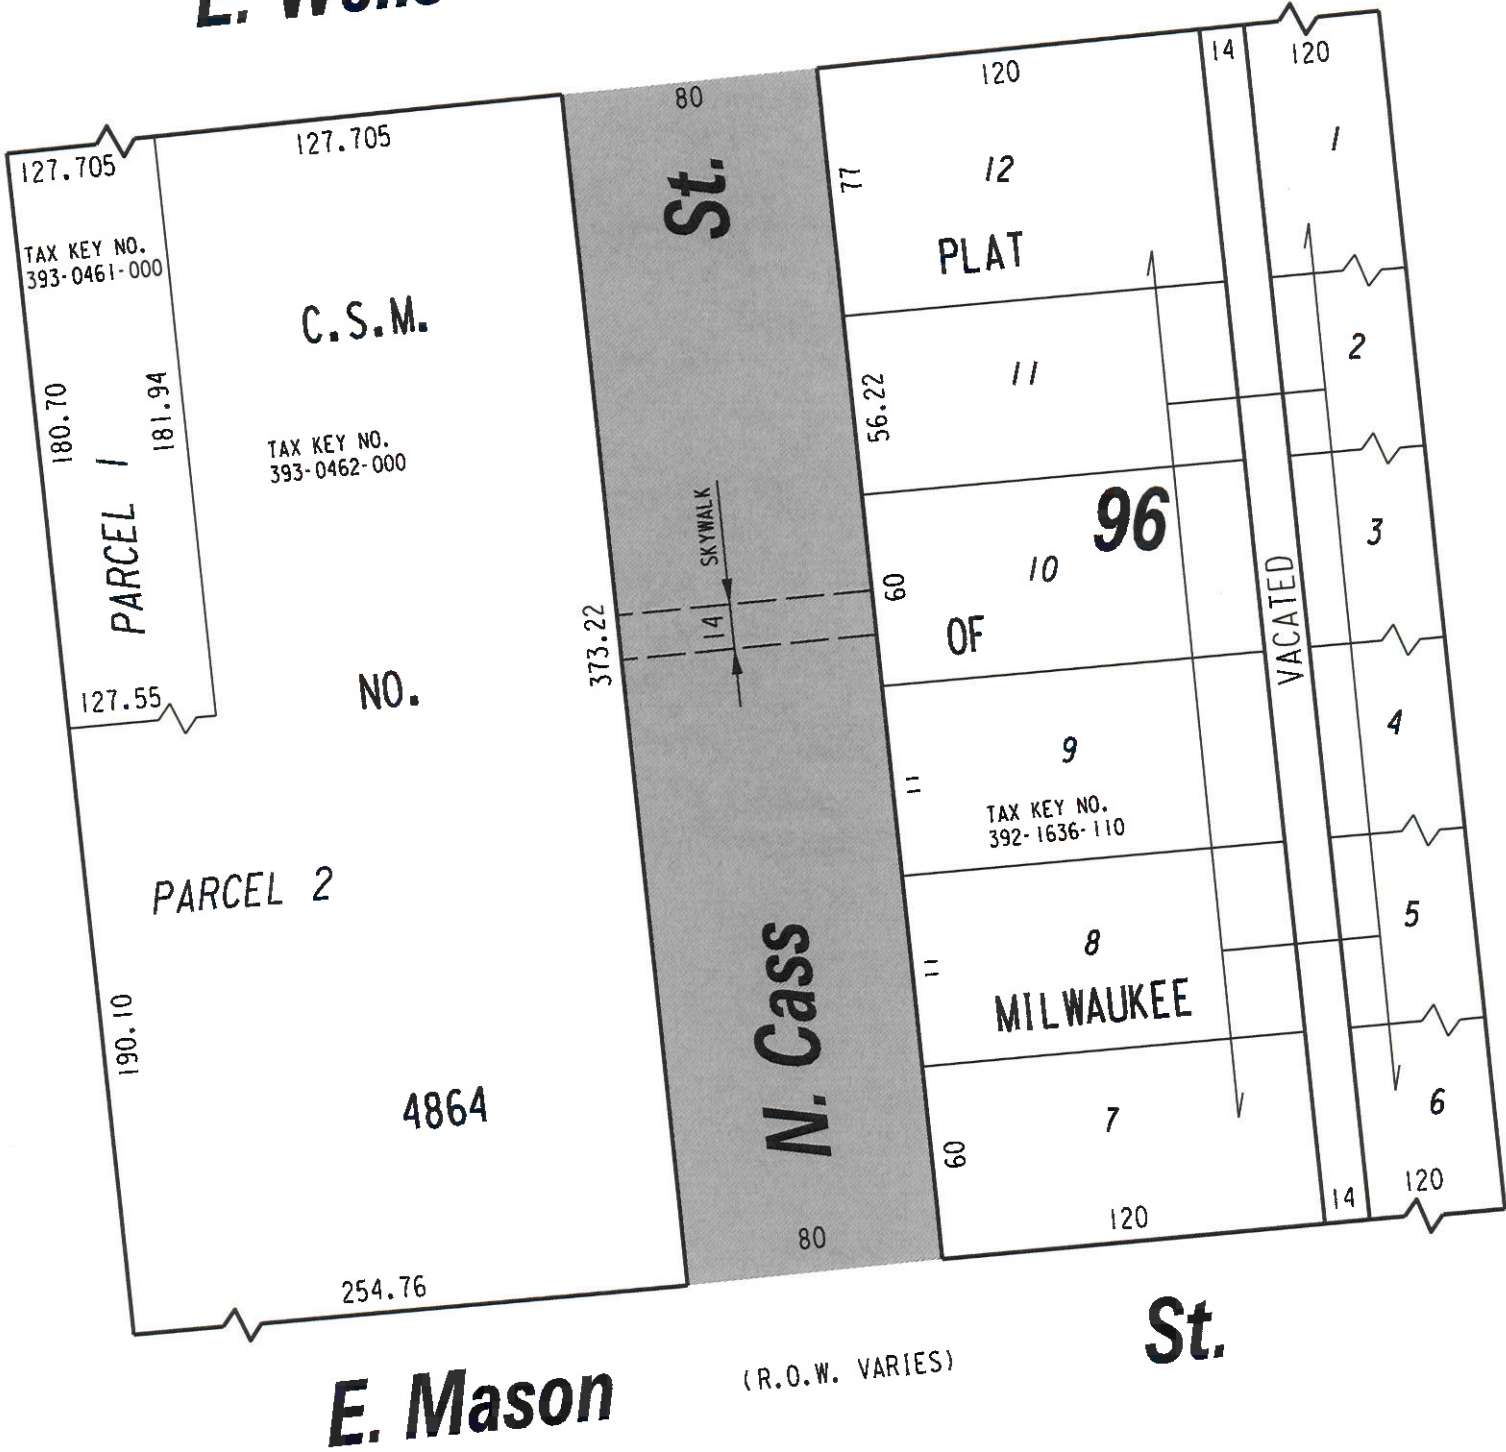 E.
127.705
127.705
80
120
14
120
TAX KEY NO.
393-0461-000
C.S.M.
St.
77
12
PLAT
1
180.70
181.94
PARCEL 1
TAX KEY NO.
393-0462-000
56.22
11
2
SKYWALK
14
373.22
60
10
96
OF
VACATED
3
127.55
NO.
9
TAX KEY NO.
392-1636-110
"
4
PARCEL 2
190.10
4864
N. Cass
"
8
MILWAUKEE
5
60
7
6
254.76
80
120
14
120
E. Mason
(R.O.W. VARIES)
St.